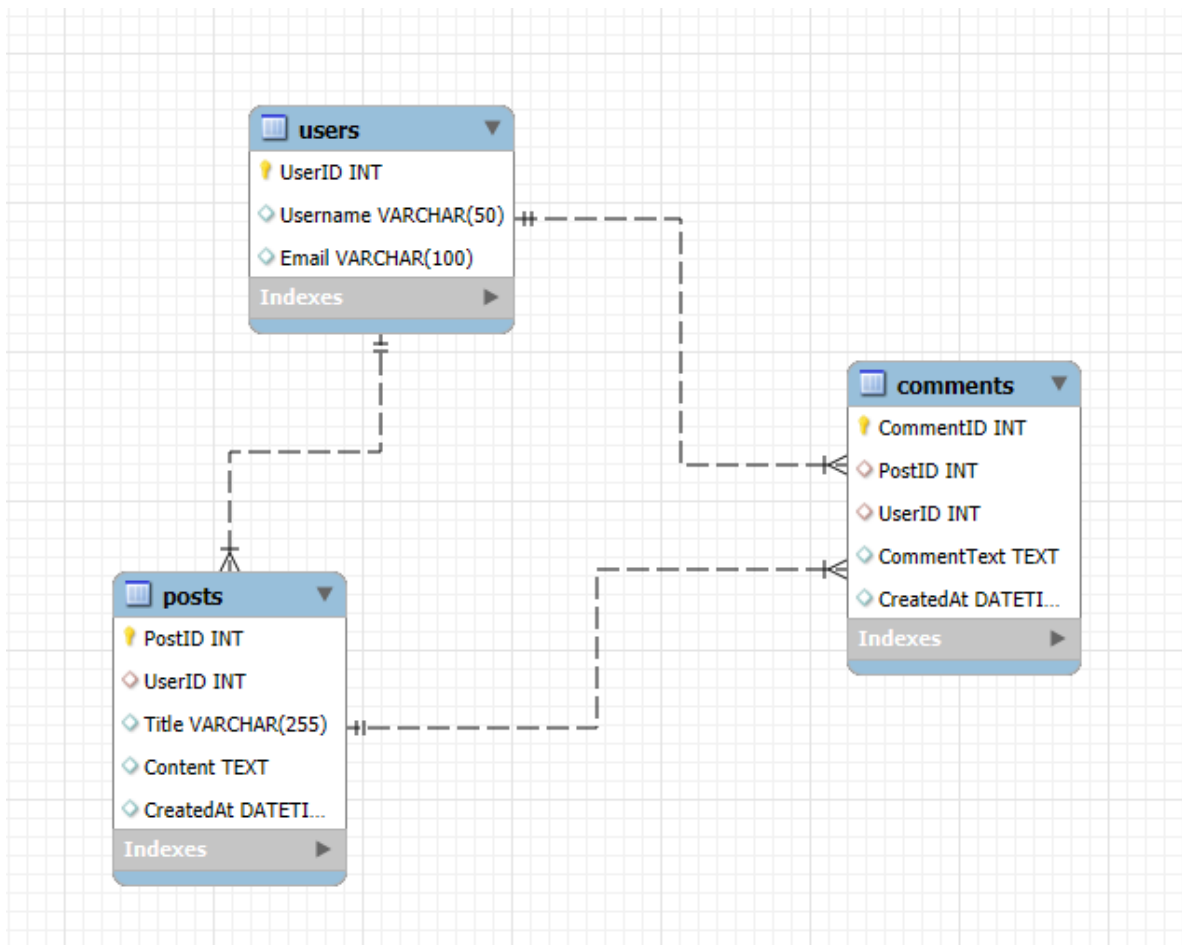 users
UserID INT
Username VARCHAR(50)
Email VARCHAR(100)
Indexes
comments
CommentID INT
PostID INT
UserID INT
CommentText TEXT
CreatedAt DATETI...
Indexes
posts
PostID INT
UserID INT
Title VARCHAR(255)
Content TEXT
CreatedAt DATETI...
Indexes